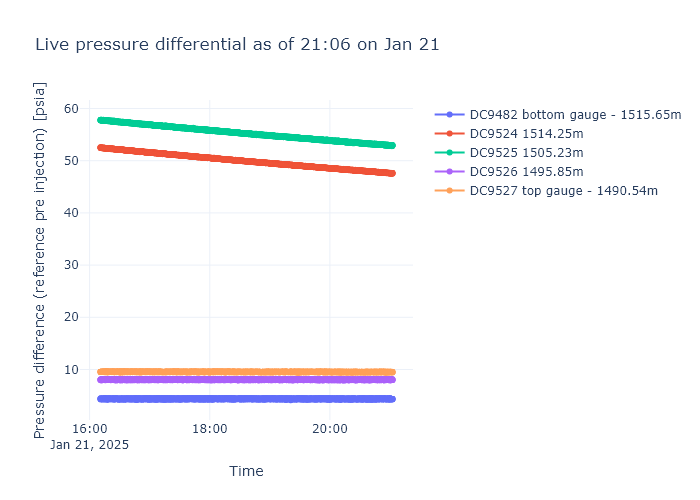 Live pressure differential as of 21:06 on Jan 21
Pressure difference (reference pre injection) [psia]
60
50
40
30
20
10
16:00
Jan 21, 2025
18:00
20:00
Time
DC9482 bottom gauge - 1515.65m
DC9524 1514.25m
DC9525 1505.23m
DC9526 1495.85m
DC9527 top gauge - 1490.54m